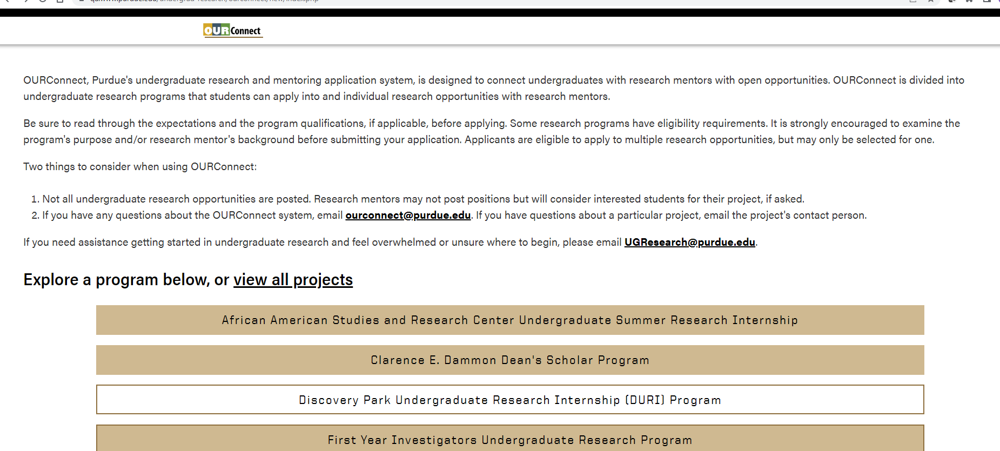 OURConnect
OURConnect, Purdue's undergraduate research and mentoring application system, is designed to connect undergraduates with research mentors with open opportunities. OURConnect is divided into
undergraduate research programs that students can apply into and individual research opportunities with research mentors.
Be sure to read through the expectations and the program qualifications, if applicable, before applying. Some research programs have eligibility requirements. It is strongly encouraged to examine the
program's purpose and/or research mentor's background before submitting your application. Applicants are eligible to apply to multiple research opportunities, but may only be selected for one.
Two things to consider when using OURConnect:
1. Not all undergraduate research opportunities are posted. Research mentors may not post positions but will consider interested students for their project, if asked.
2. If you have any questions about the OURConnect system, email ourconnect@purdue.edu. If you have questions about a particular project, email the project's contact person.
If you need assistance getting started in undergraduate research and feel overwhelmed or unsure where to begin, please email UGResearch@purdue.edu.
Explore a program below, or view all projects
African American Studies and Research Center Undergraduate Summer Research Internship
Clarence E. Dammon Dean's Scholar Program
Discovery Park Undergraduate Research Internship (DURI) Program
First Year Investigators Undergraduate Research Program